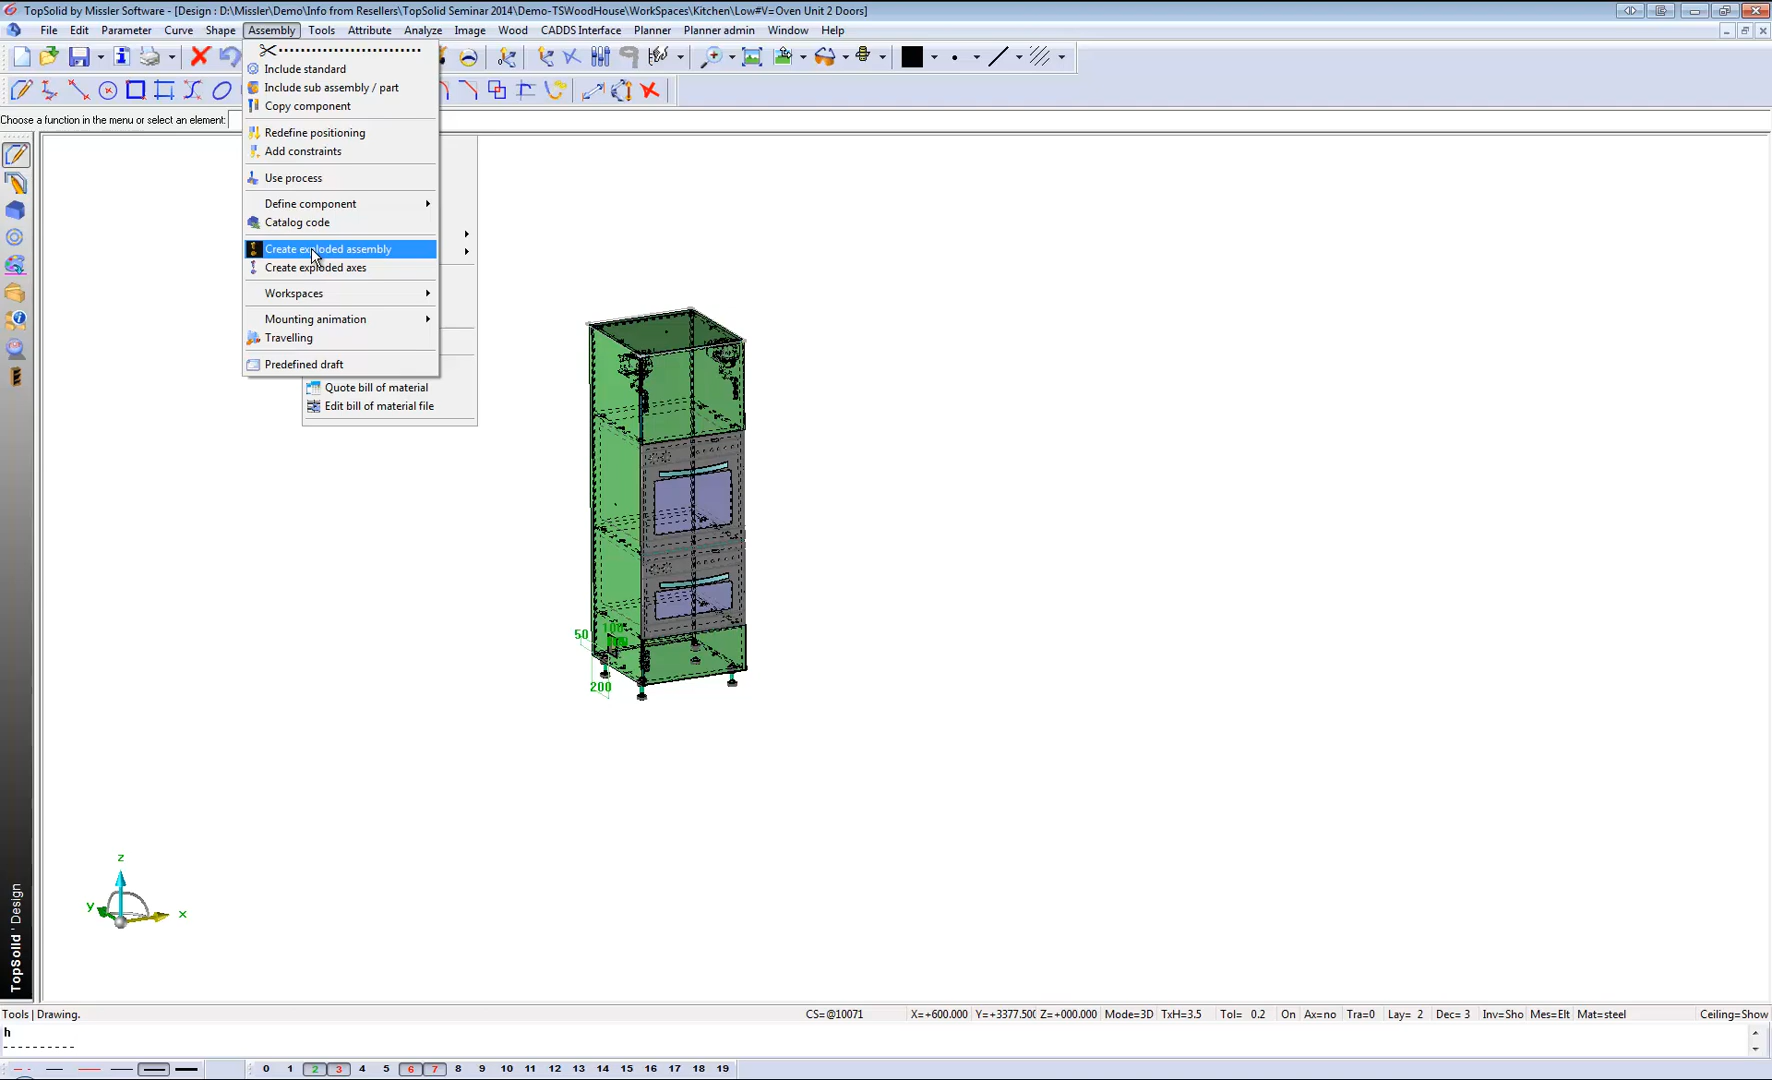 TopSolid by Missler Software - [Design : D:\Missler\Demo\Info from Resellers\TopSolid Seminar 2014\Demo-TSWoodHouse\WorkSpaces\Kitchen\Low#V=Oven Unit 2 Doors]
File Edit Parameter Curve Shape Assembly Tools Attribute Analyze Image Wood CADDS Interface Planner Planner admin Window Help
Choose a function in the menu or select an element:
Include standard
Include sub assembly / part
Copy component
Redefine positioning
Add constraints
Use process
Define component
Catalog code
Create exploded assembly
Create exploded axes
Workspaces
Mounting animation
Travelling
Predefined draft
Quote bill of material
Edit bill of material file
50
200
z
y
x
TopSolid ' Design
Tools | Drawing.
CS=@10071 X=+600.000 Y=+3377.500 Z=+000.000 Mode=3D TxH=3.5 Tol= 0.2 On Ax=no Tra=0 Lay= 2 Dec= 3 Inv=Sho Mes=Elt Mat=steel Ceiling=Show
h
----------
0 1 2 3 4 5 6 7 8 9 10 11 12 13 14 15 16 17 18 19